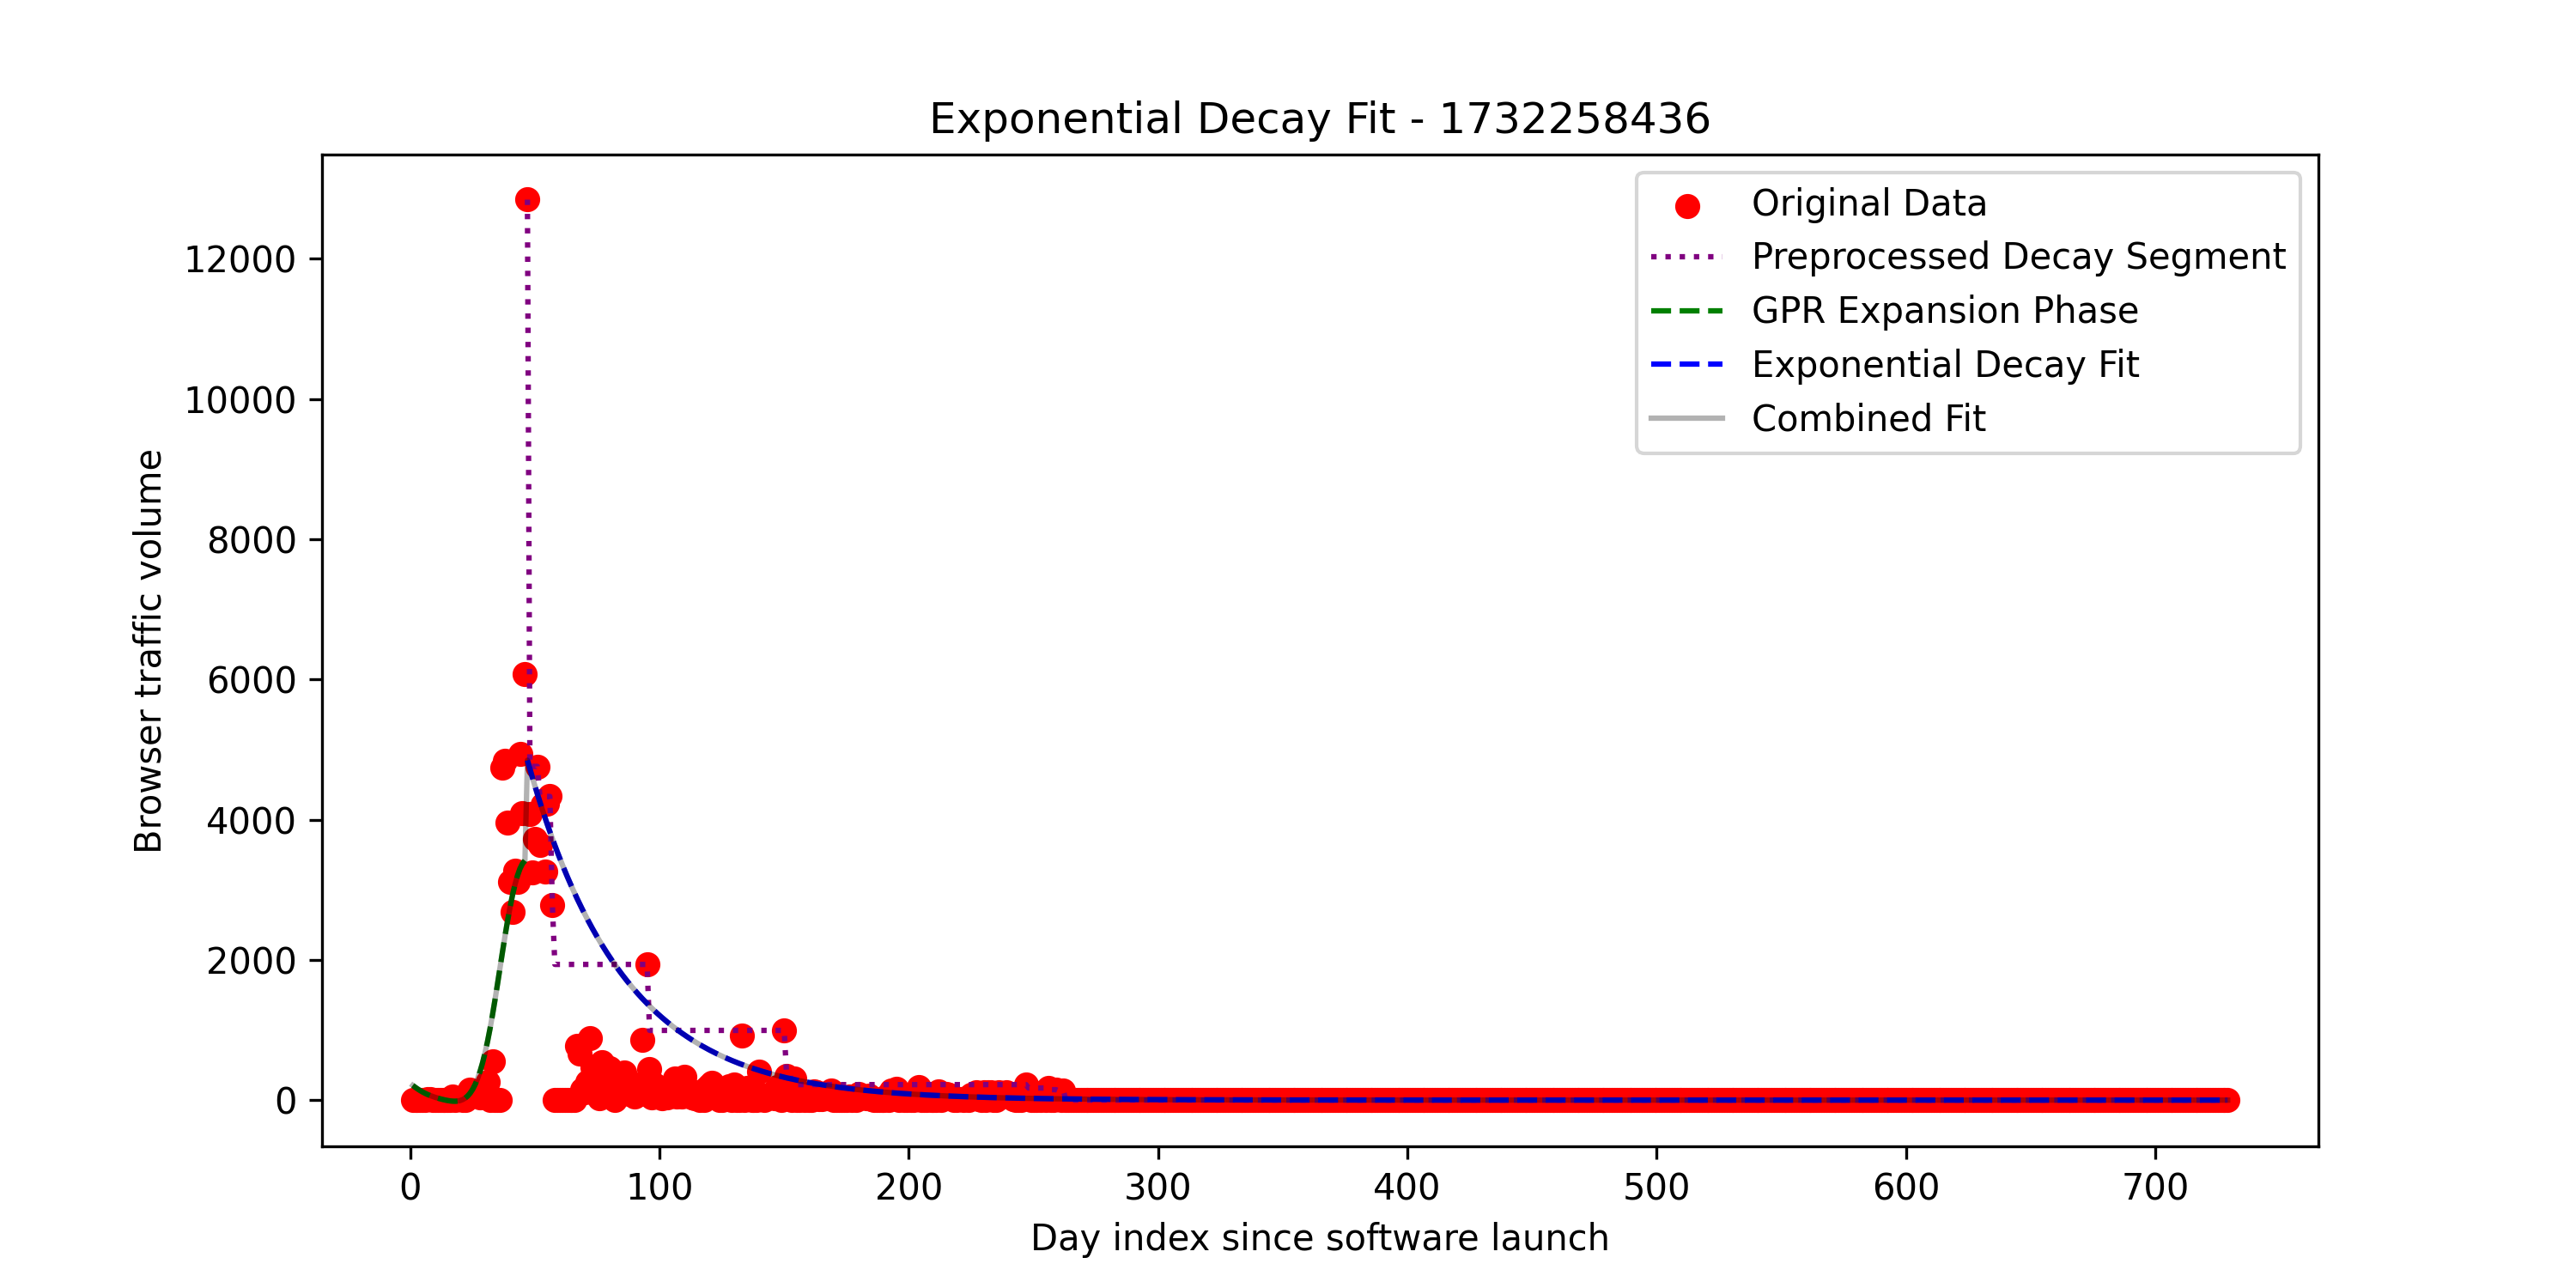 Exponential Decay Fit - 1732258436
Original Data
Preprocessed Decay Segment
GPR Expansion Phase
Exponential Decay Fit
Combined Fit
Browser traffic volume
12000
10000
8000
6000
4000
2000
0
0 100 200 300 400 500 600 700
Day index since software launch